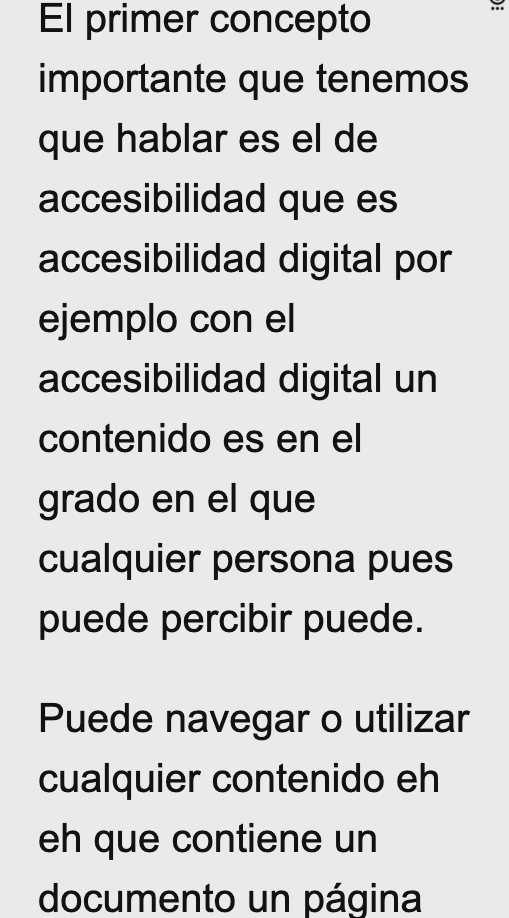 El primer concepto
importante que tenemos
que hablar es el de
accesibilidad que es
accesibilidad digital por
ejemplo con el
accesibilidad digital un
contenido es en el
grado en el que
cualquier persona pues
puede percibir puede.
Puede navegar o utilizar
cualquier contenido eh
eh que contiene un
documento un página